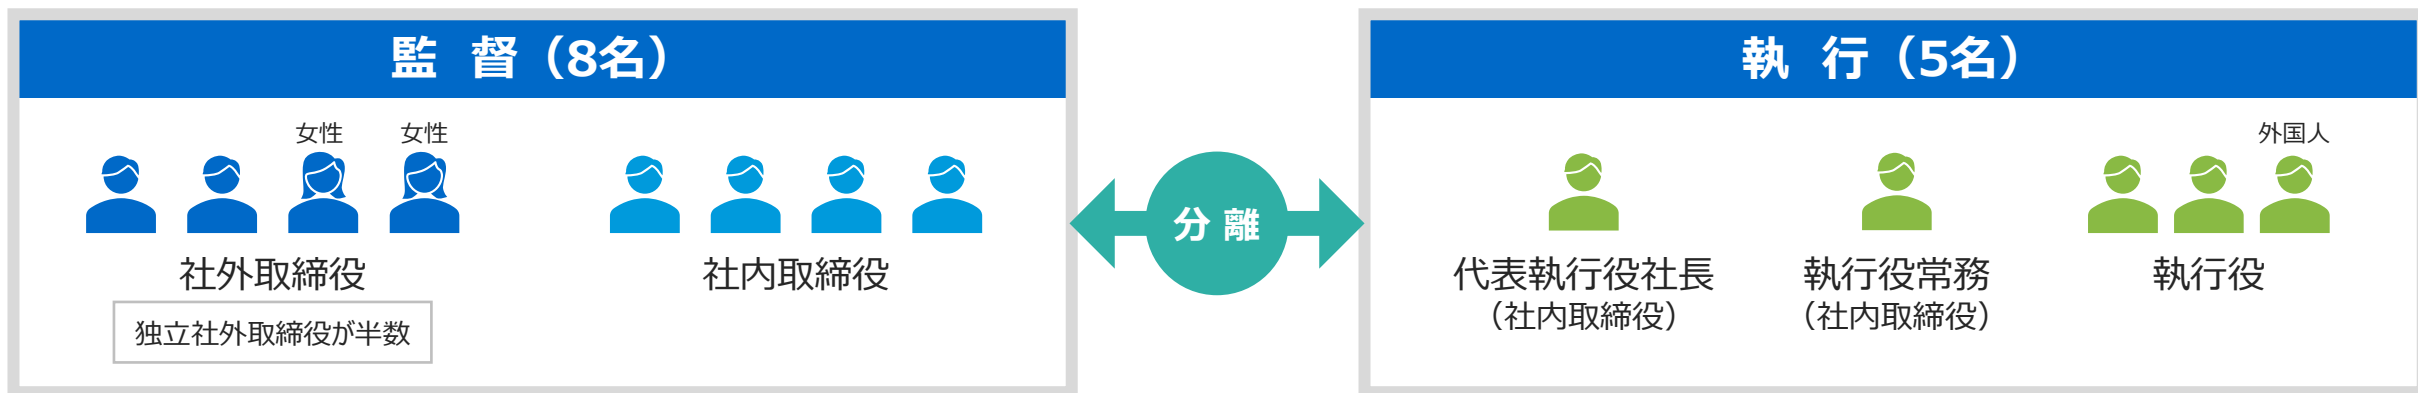 監 督（8名）
女性 女性
社外取締役
独立社外取締役が半数
社内取締役
分 離
執 行（5名）
外国人
代表執行役社長
（社内取締役）
執行役常務
（社内取締役）
執行役